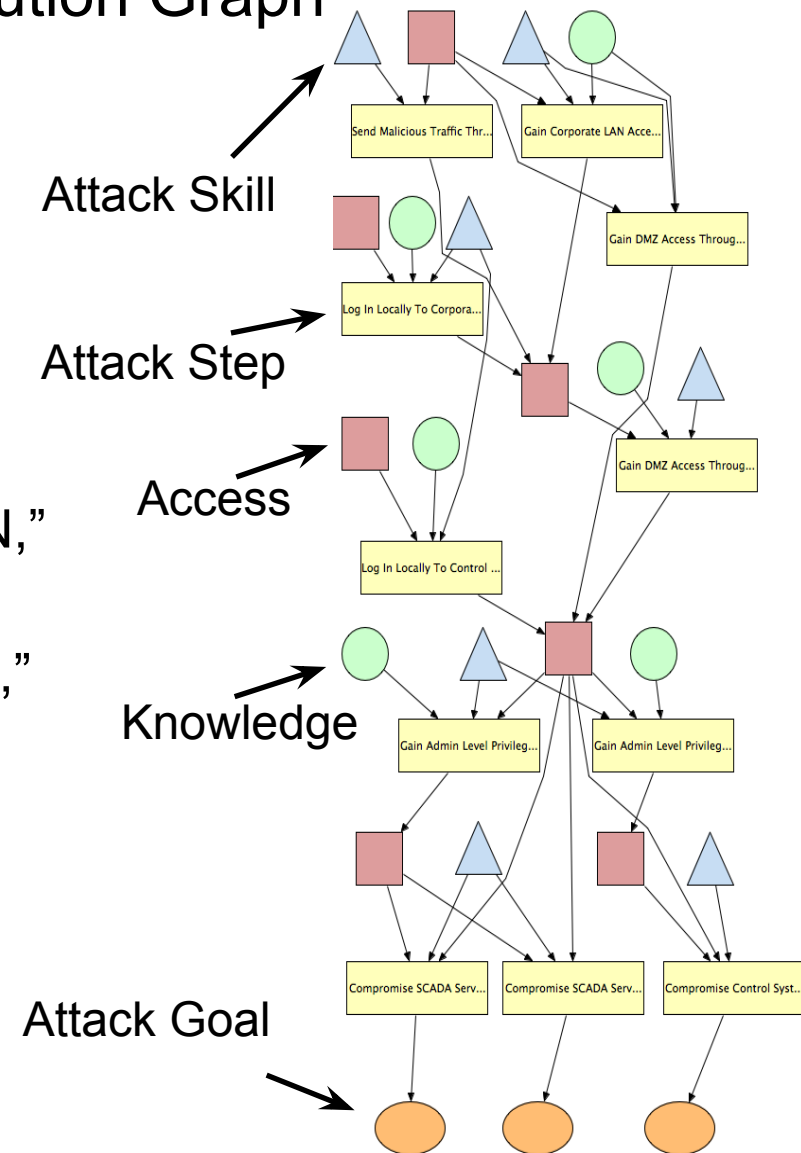 ution Graph
Send Malicious Traffic Thr...
Gain Corporate LAN Acce...
Attack Skill
Gain DMZ Access Throug...
Log In Locally To Corpora...
Attack Step
Gain DMZ Access Throug...
Access
N,”
Log In Locally To Control ...
,”
Knowledge
Gain Admin Level Privileg...
Gain Admin Level Privileg...
Compromise SCADA Serv...
Compromise SCADA Serv...
Compromise Control Syst...
Attack Goal